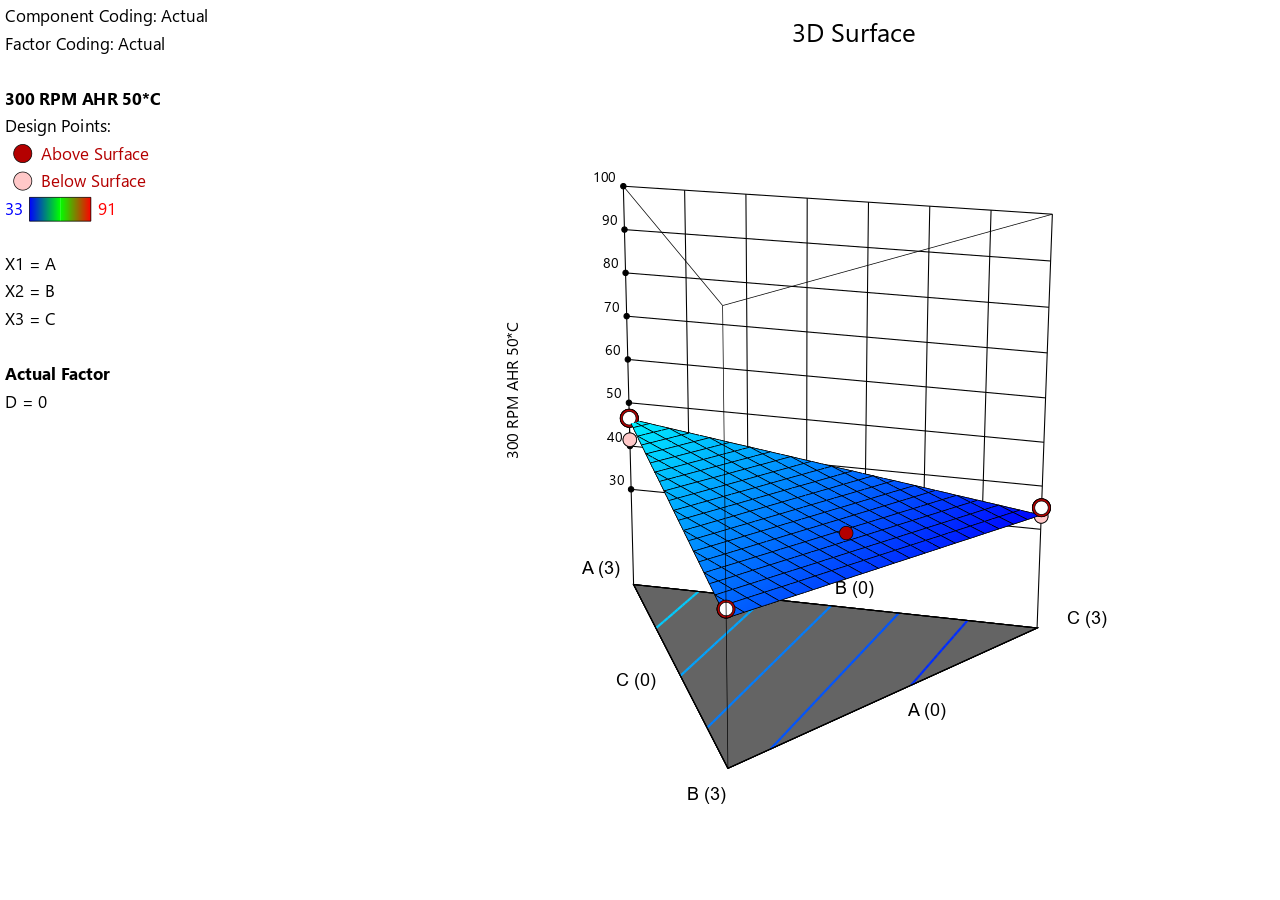 Component Coding: Actual
Factor Coding: Actual
300 RPM AHR 50*C
Design Points:
Above Surface
Below Surface
33 91
X1 = A
X2 = B
X3 = C
Actual Factor
D = 0
3D Surface
100
90
80
70
60
50
40
30
300 RPM AHR 50*C
A (3)
B (0)
C (3)
C (0)
A (0)
B (3)